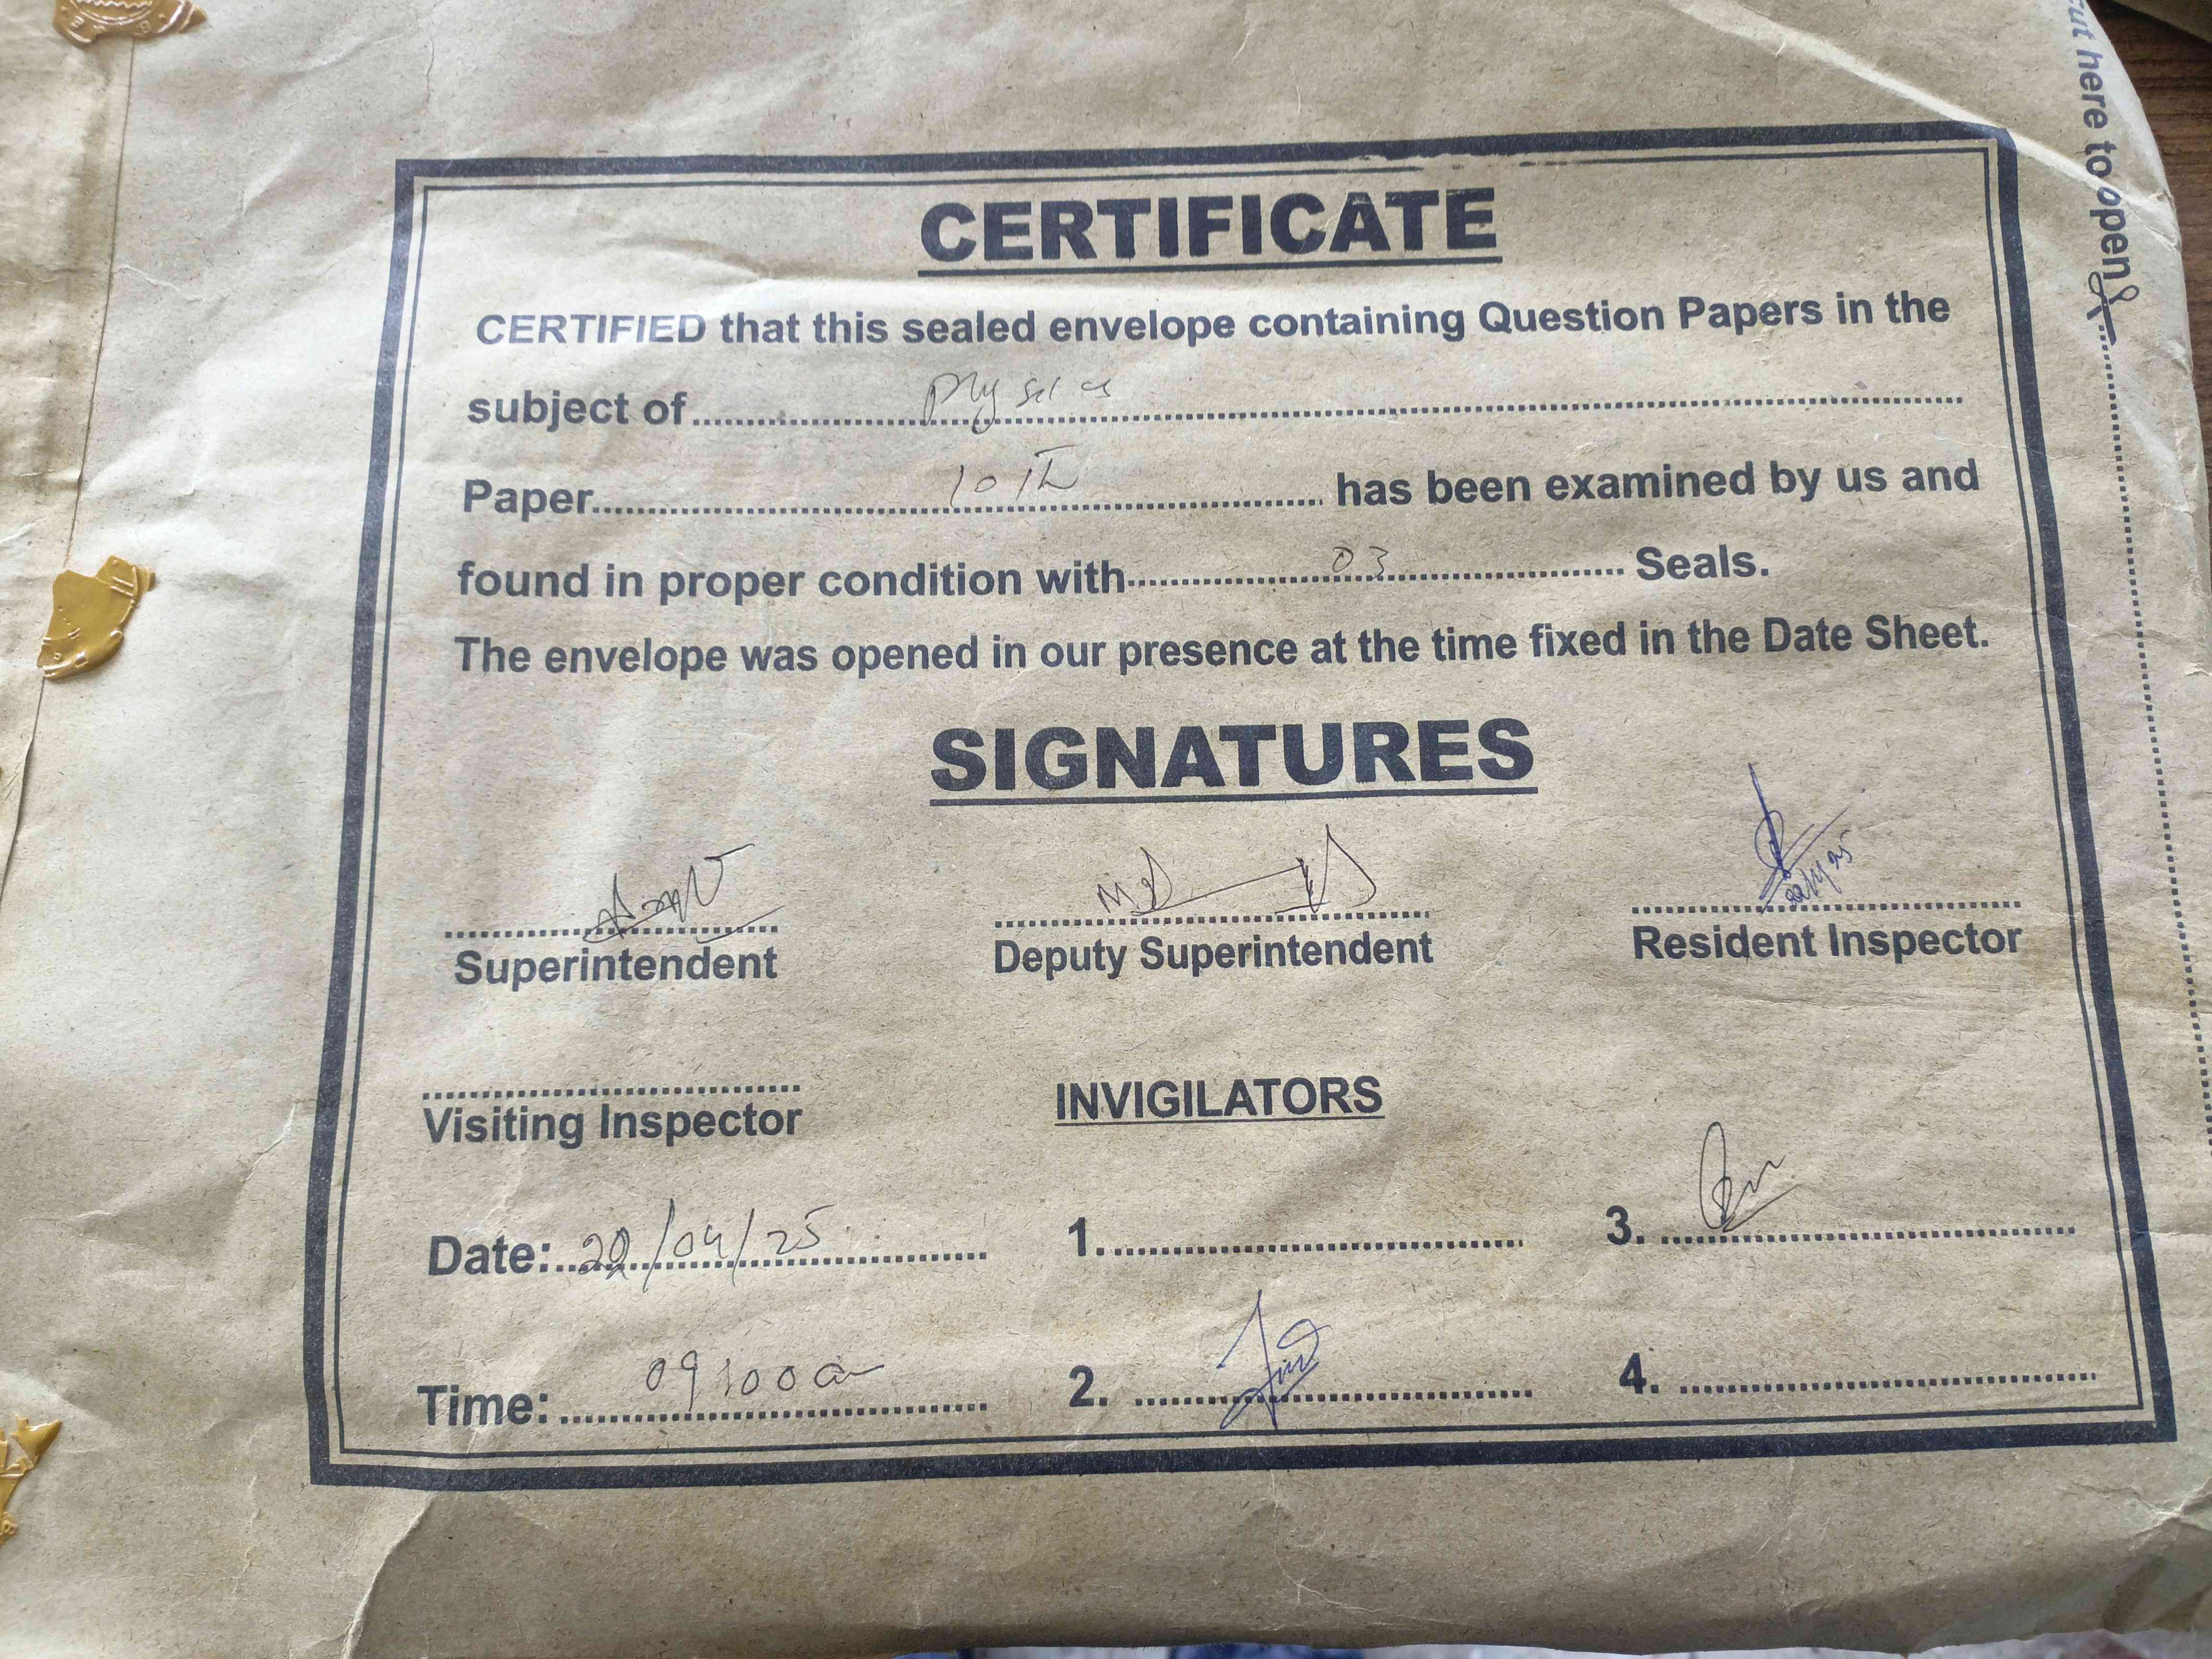 cut here to open
CERTIFICATE
CERTIFIED that this sealed envelope containing Question Papers in the
subject of Physics
Paper 10th has been examined by us and
found in proper condition with 03 Seals.
The envelope was opened in our presence at the time fixed in the Date Sheet.
SIGNATURES
Superintendent Deputy Superintendent Resident Inspector
Visiting Inspector INVIGILATORS
Date: 22/04/25 1. 3.
Time: 09:00 am 2. 4.